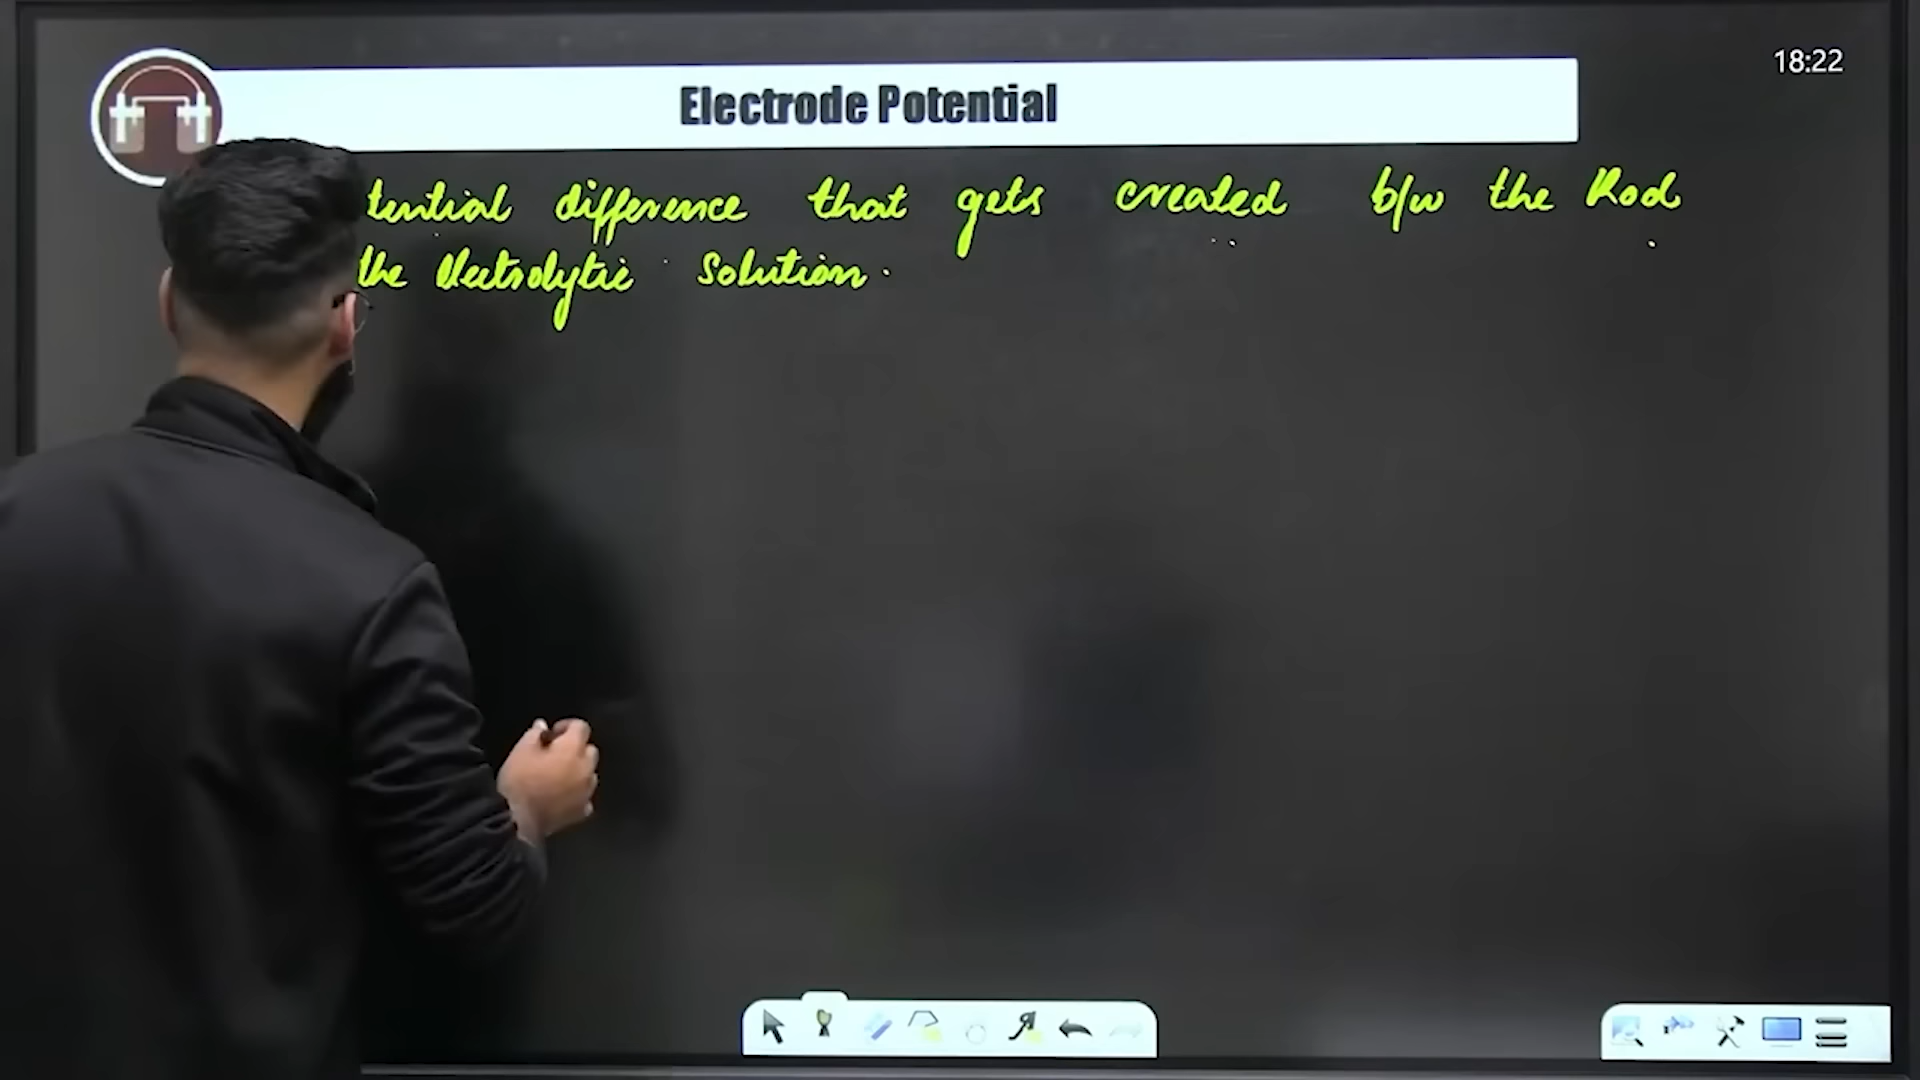 Electrode Potential
18:22
tential difference that gets created b/w the Rod
the Electrolytic Solution.